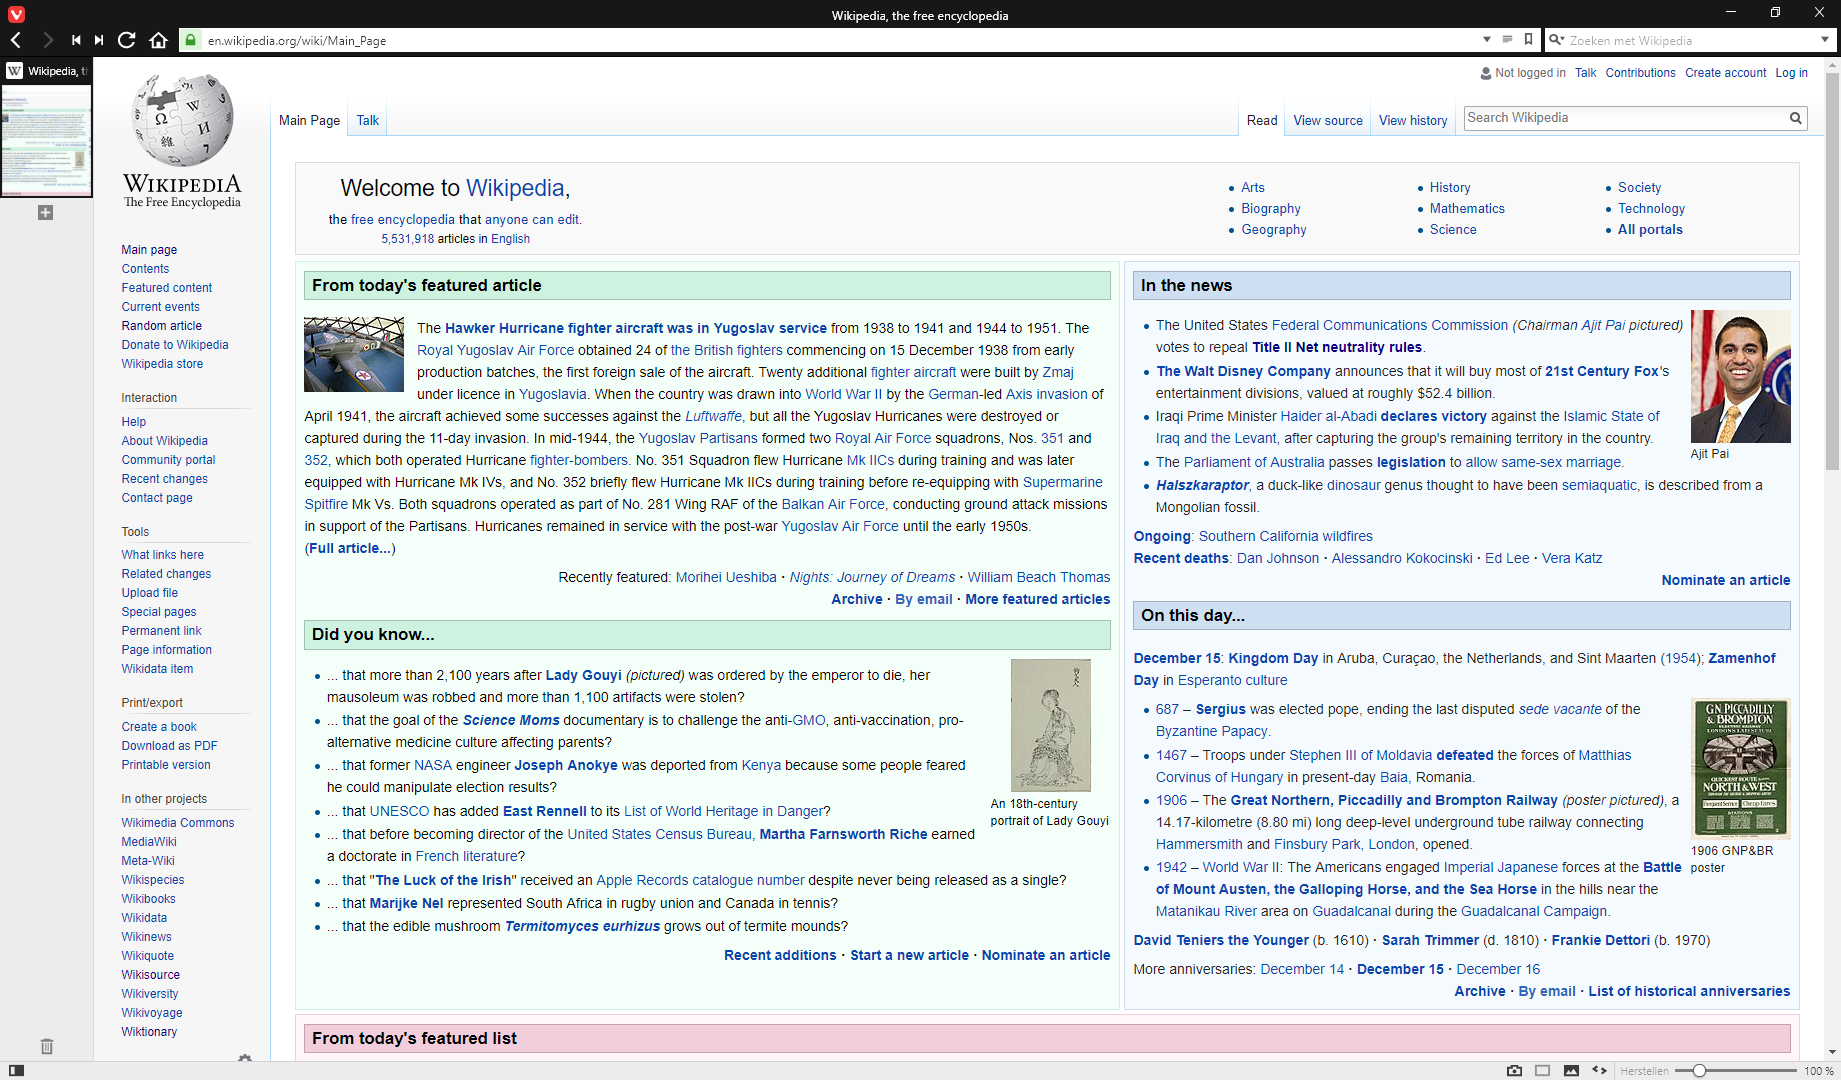 Wikipedia, the free encyclopedia
en.wikipedia.org/wiki/Main_Page
Zoeken met Wikipedia
Wikipedia, th
Not logged in Talk Contributions Create account Log in
WIKIPEDIA
The Free Encyclopedia
Main Page Talk
Read View source View history
Search Wikipedia
Main page
Contents
Featured content
Current events
Random article
Donate to Wikipedia
Wikipedia store
Interaction
Help
About Wikipedia
Community portal
Recent changes
Contact page
Tools
What links here
Related changes
Upload file
Special pages
Permanent link
Page information
Wikidata item
Print/export
Create a book
Download as PDF
Printable version
In other projects
Wikimedia Commons
MediaWiki
Meta-Wiki
Wikispecies
Wikibooks
Wikidata
Wikinews
Wikiquote
Wikisource
Wikiversity
Wikivoyage
Wiktionary
Welcome to Wikipedia,
the free encyclopedia that anyone can edit.
5,531,918 articles in English
Arts
Biography
Geography
History
Mathematics
Science
Society
Technology
All portals
From today's featured article
The Hawker Hurricane fighter aircraft was in Yugoslav service from 1938 to 1941 and 1944 to 1951. The
Royal Yugoslav Air Force obtained 24 of the British fighters commencing on 15 December 1938 from early
production batches, the first foreign sale of the aircraft. Twenty additional fighter aircraft were built by Zmaj
under licence in Yugoslavia. When the country was drawn into World War II by the German-led Axis invasion of
April 1941, the aircraft achieved some successes against the Luftwaffe, but all the Yugoslav Hurricanes were destroyed or
captured during the 11-day invasion. In mid-1944, the Yugoslav Partisans formed two Royal Air Force squadrons, Nos. 351 and
352, which both operated Hurricane fighter-bombers. No. 351 Squadron flew Hurricane Mk IICs during training and was later
equipped with Hurricane Mk IVs, and No. 352 briefly flew Hurricane Mk IICs during training before re-equipping with Supermarine
Spitfire Mk Vs. Both squadrons operated as part of No. 281 Wing RAF of the Balkan Air Force, conducting ground attack missions
in support of the Partisans. Hurricanes remained in service with the post-war Yugoslav Air Force until the early 1950s.
(Full article...)
Recently featured: Morihei Ueshiba · Nights: Journey of Dreams · William Beach Thomas
Archive · By email · More featured articles
Did you know...
... that more than 2,100 years after Lady Gouyi (pictured) was ordered by the emperor to die, her
mausoleum was robbed and more than 1,100 artifacts were stolen?
... that the goal of the Science Moms documentary is to challenge the anti-GMO, anti-vaccination, pro-
alternative medicine culture affecting parents?
... that former NASA engineer Joseph Anokye was deported from Kenya because some people feared
he could manipulate election results?
... that UNESCO has added East Rennell to its List of World Heritage in Danger?
... that before becoming director of the United States Census Bureau, Martha Farnsworth Riche earned
a doctorate in French literature?
... that "The Luck of the Irish" received an Apple Records catalogue number despite never being released as a single?
... that Marijke Nel represented South Africa in rugby union and Canada in tennis?
... that the edible mushroom Termitomyces eurhizus grows out of termite mounds?
An 18th-century
portrait of Lady Gouyi
Recent additions · Start a new article · Nominate an article
In the news
The United States Federal Communications Commission (Chairman Ajit Pai pictured)
votes to repeal Title II Net neutrality rules.
The Walt Disney Company announces that it will buy most of 21st Century Fox's
entertainment divisions, valued at roughly $52.4 billion.
Iraqi Prime Minister Haider al-Abadi declares victory against the Islamic State of
Iraq and the Levant, after capturing the group's remaining territory in the country.
The Parliament of Australia passes legislation to allow same-sex marriage.
Halszkaraptor, a duck-like dinosaur genus thought to have been semiaquatic, is described from a
Mongolian fossil.
Ajit Pai
Ongoing: Southern California wildfires
Recent deaths: Dan Johnson · Alessandro Kokocinski · Ed Lee · Vera Katz
Nominate an article
On this day...
December 15: Kingdom Day in Aruba, Curaçao, the Netherlands, and Sint Maarten (1954); Zamenhof
Day in Esperanto culture
687 – Sergius was elected pope, ending the last disputed sede vacante of the
Byzantine Papacy.
1467 – Troops under Stephen III of Moldavia defeated the forces of Matthias
Corvinus of Hungary in present-day Baia, Romania.
1906 – The Great Northern, Piccadilly and Brompton Railway (poster pictured), a
14.17-kilometre (8.80 mi) long deep-level underground tube railway connecting
Hammersmith and Finsbury Park, London, opened.
1942 – World War II: The Americans engaged Imperial Japanese forces at the Battle
of Mount Austen, the Galloping Horse, and the Sea Horse in the hills near the
Matanikau River area on Guadalcanal during the Guadalcanal Campaign.
G.N. PICCADILLY
& BROMPTON
QUICKEST ROUTE
NORTH & WEST
1906 GNP&BR
poster
David Teniers the Younger (b. 1610) · Sarah Trimmer (d. 1810) · Frankie Dettori (b. 1970)
More anniversaries: December 14 · December 15 · December 16
Archive · By email · List of historical anniversaries
From today's featured list
Herstellen
100 %